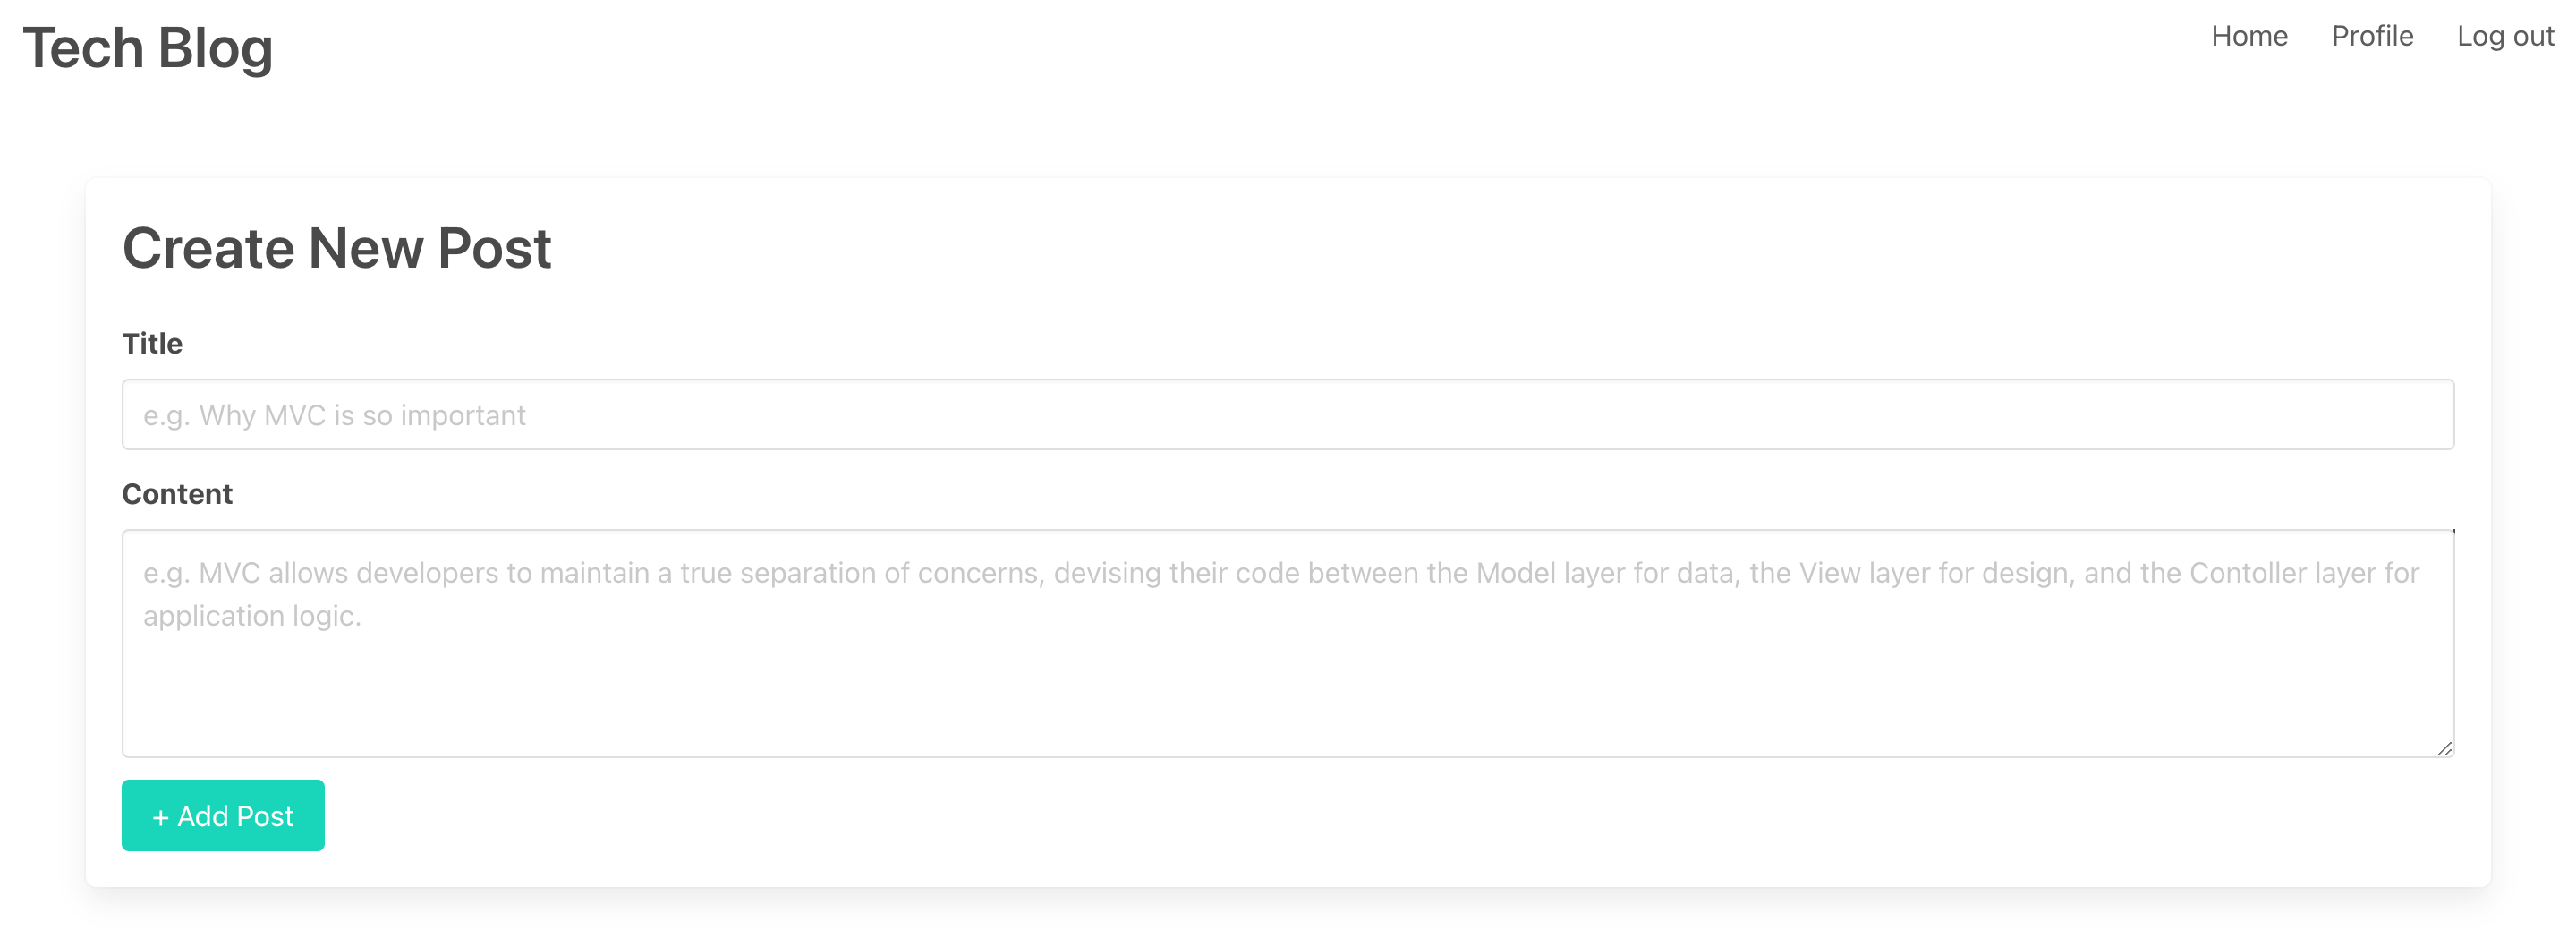 Tech Blog
Home Profile Log out
Create New Post
Title
e.g. Why MVC is so important
Content
e.g. MVC allows developers to maintain a true separation of concerns, devising their code between the Model layer for data, the View layer for design, and the Contoller layer for
application logic.
+ Add Post